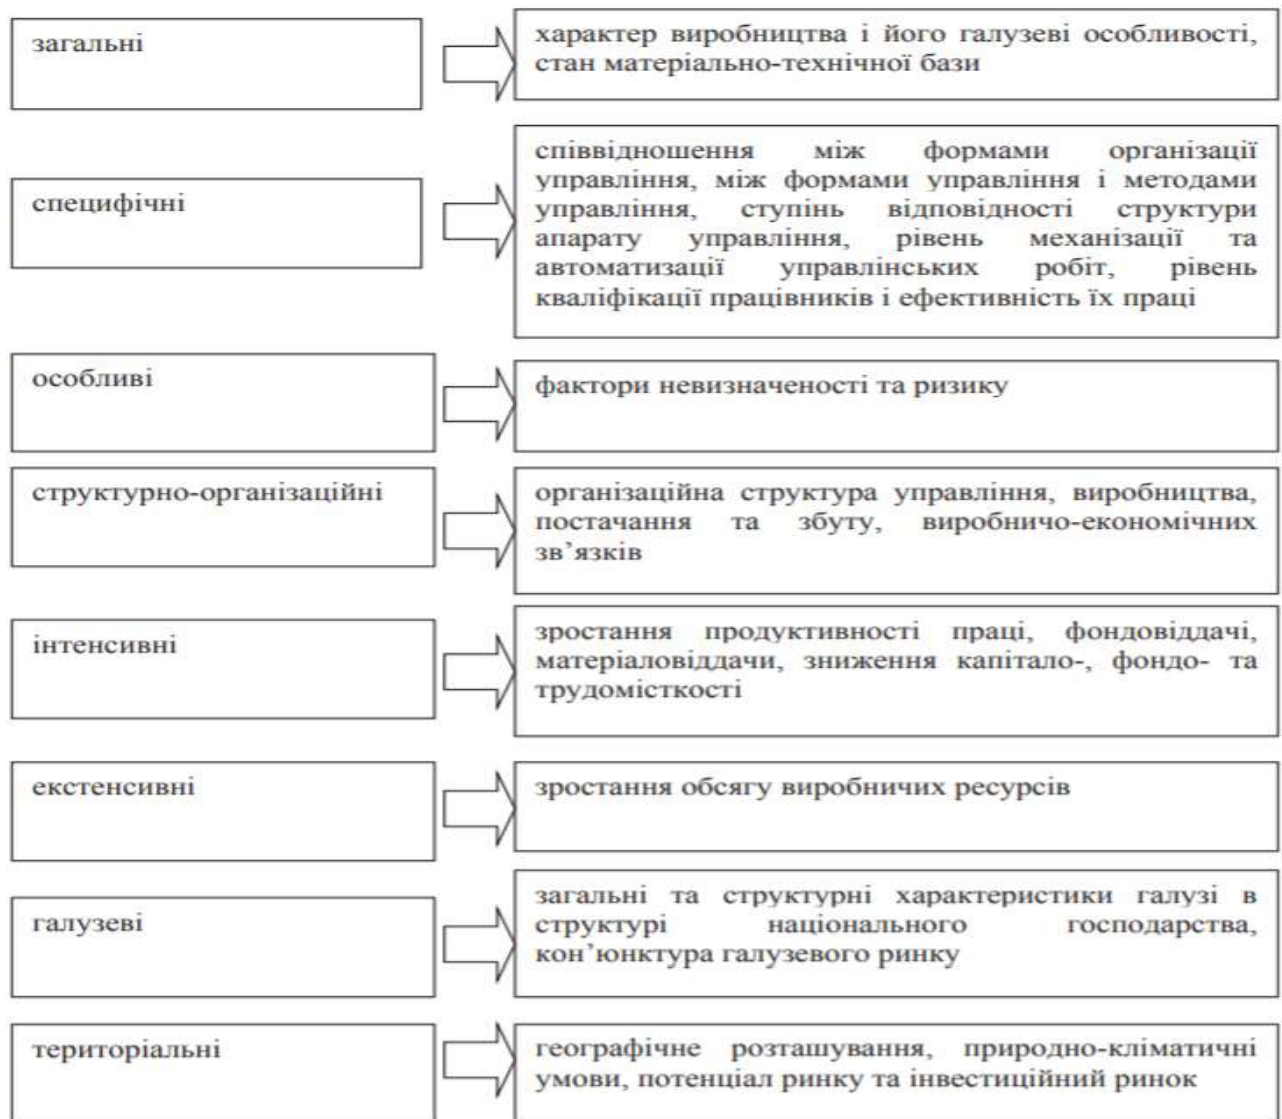 загальні
характер виробництва і його галузеві особливості,
стан матеріально-технічної бази
специфічні
співвідношення між формами організації
управління, між формами управління і методами
управління, ступінь відповідності структури
апарату управління, рівень механізації та
автоматизації управлінських робіт, рівень
кваліфікації працівників і ефективність їх праці
особливі
фактори невизначеності та ризику
структурно-організаційні
організаційна структура управління, виробництва,
постачання та збуту, виробничо-економічних
зв’язків
інтенсивні
зростання продуктивності праці, фондовіддачі,
матеріаловіддачи, зниження капітало-, фондо- та
трудомісткості
екстенсивні
зростання обсягу виробничих ресурсів
галузеві
загальні та структурні характеристики галузі в
структурі національного господарства,
кон’юнктура галузевого ринку
територіальні
географічне розташування, природно-кліматичні
умови, потенціал ринку та інвестиційний ринок